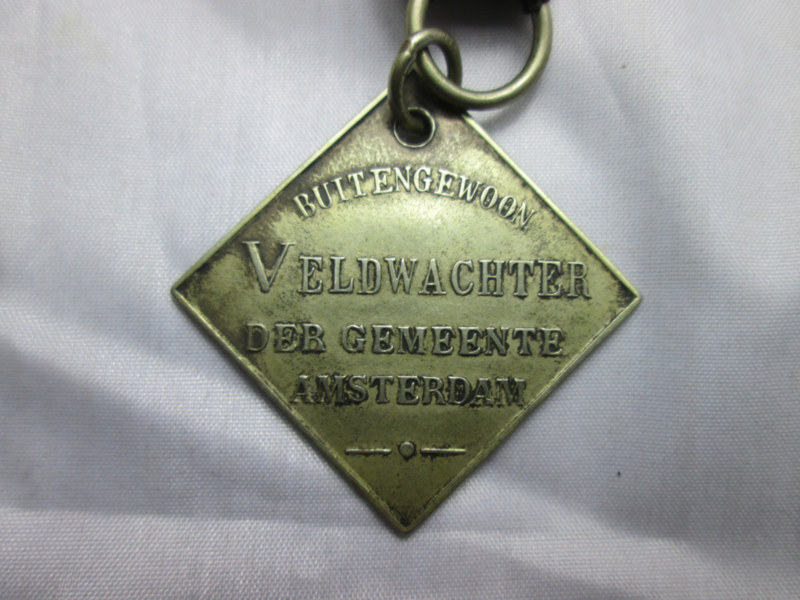 BUITENGEWOON
VELDWACHTER
DER GEMEENTE
AMSTERDAM